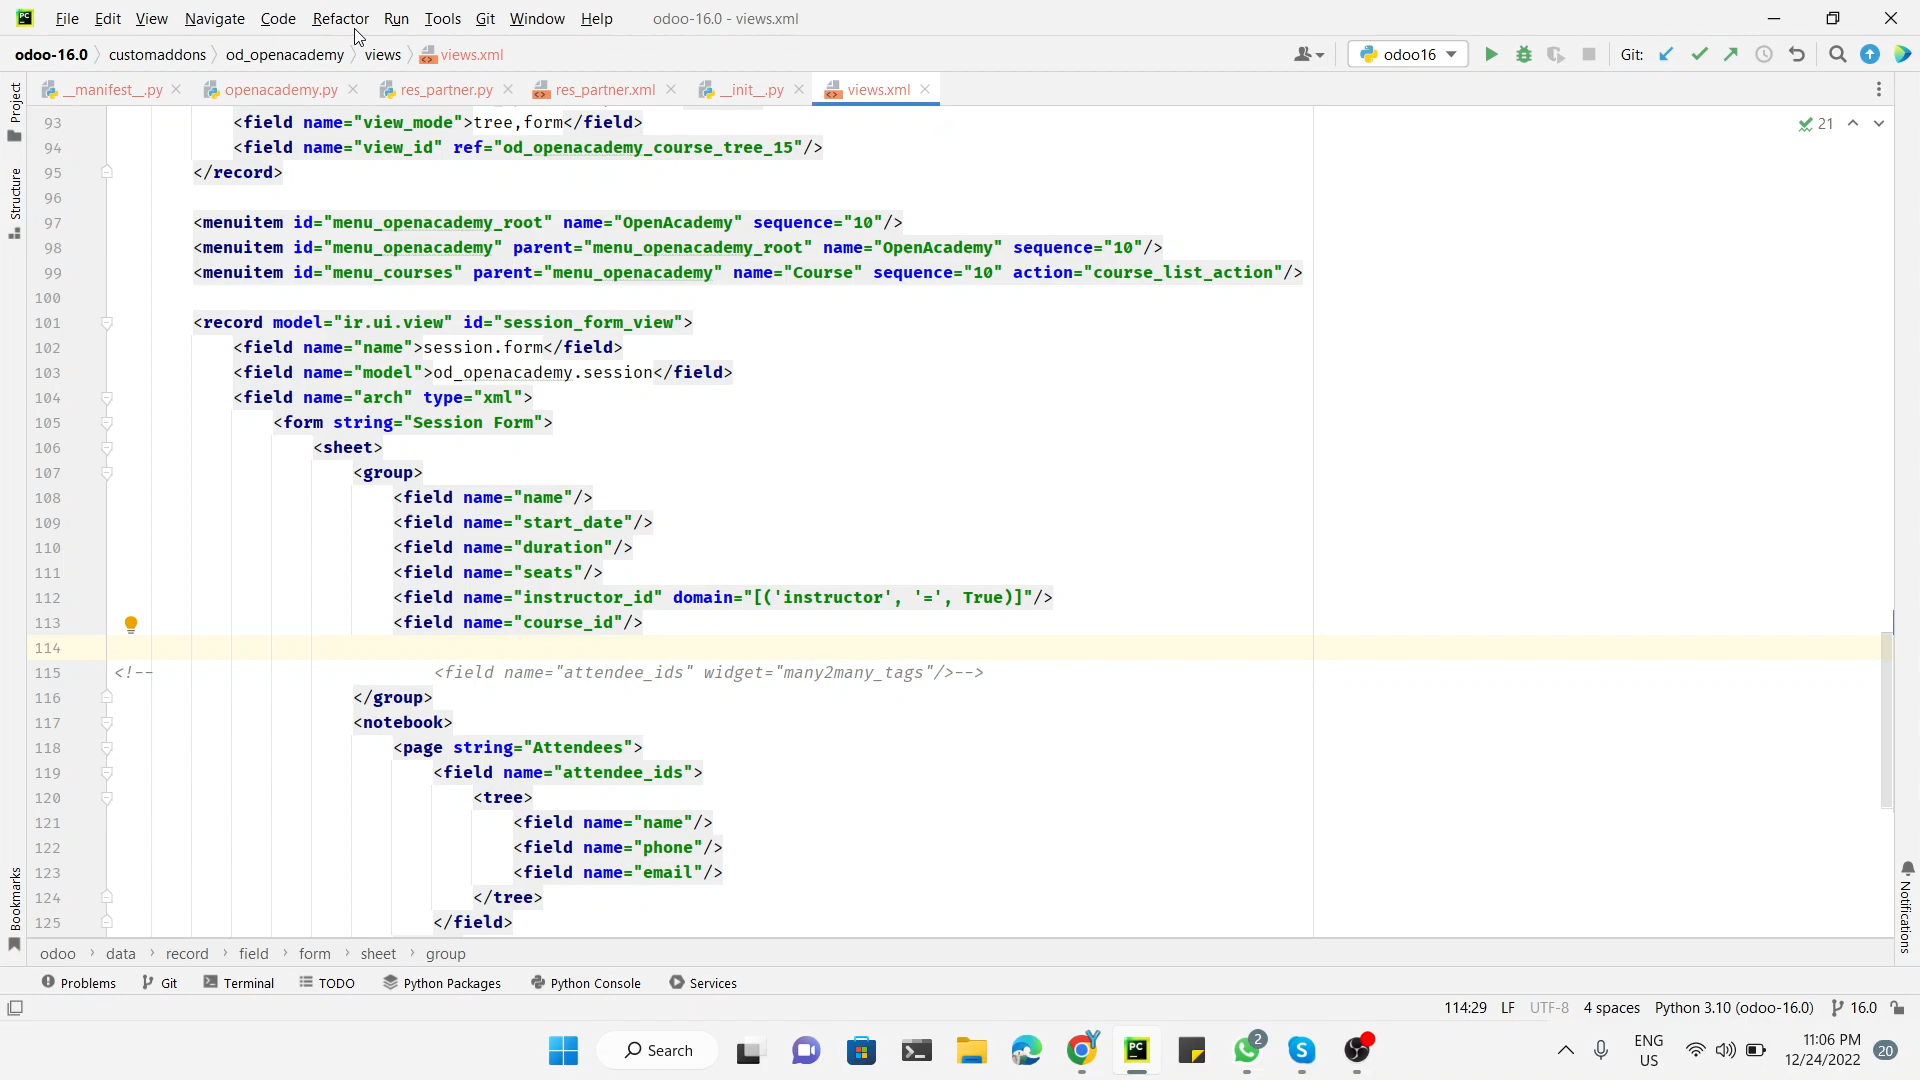 File Edit View Navigate Code Refactor Run Tools Git Window Help odoo-16.0 - views.xml
odoo-16.0 customaddons od_openacademy views views.xml odoo16 Git:
__manifest__.py openacademy.py res_partner.py res_partner.xml __init__.py views.xml
Project
Structure
Bookmarks
Notifications
21
93 <field name="view_mode">tree,form</field>
94 <field name="view_id" ref="od_openacademy_course_tree_15"/>
95 </record>
96
97 <menuitem id="menu_openacademy_root" name="OpenAcademy" sequence="10"/>
98 <menuitem id="menu_openacademy" parent="menu_openacademy_root" name="OpenAcademy" sequence="10"/>
99 <menuitem id="menu_courses" parent="menu_openacademy" name="Course" sequence="10" action="course_list_action"/>
100
101 <record model="ir.ui.view" id="session_form_view">
102 <field name="name">session.form</field>
103 <field name="model">od_openacademy.session</field>
104 <field name="arch" type="xml">
105 <form string="Session Form">
106 <sheet>
107 <group>
108 <field name="name"/>
109 <field name="start_date"/>
110 <field name="duration"/>
111 <field name="seats"/>
112 <field name="instructor_id" domain="[('instructor', '=', True)]"/>
113 <field name="course_id"/>
114
115 <!-- <field name="attendee_ids" widget="many2many_tags"/>-->
116 </group>
117 <notebook>
118 <page string="Attendees">
119 <field name="attendee_ids">
120 <tree>
121 <field name="name"/>
122 <field name="phone"/>
123 <field name="email"/>
124 </tree>
125 </field>
odoo data record field form sheet group
Problems Git Terminal TODO Python Packages Python Console Services
114:29 LF UTF-8 4 spaces Python 3.10 (odoo-16.0) 16.0
Search
PC
2
ENG
US
11:06 PM
12/24/2022
20